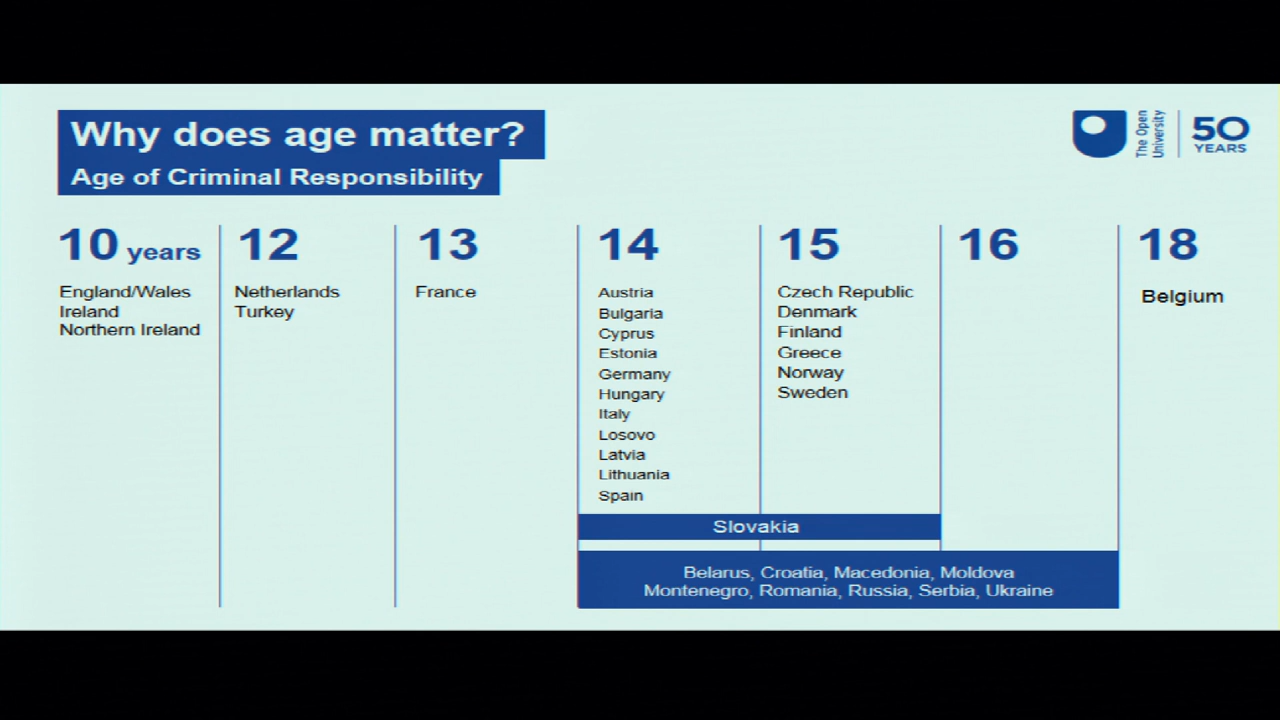 Why does age matter?
Age of Criminal Responsibility
The Open
University
50
YEARS
10 years
England/Wales
Ireland
Northern Ireland
12
Netherlands
Turkey
13
France
14
Austria
Bulgaria
Cyprus
Estonia
Germany
Hungary
Italy
Losovo
Latvia
Lithuania
Spain
15
Czech Republic
Denmark
Finland
Greece
Norway
Sweden
16
18
Belgium
Slovakia
Belarus, Croatia, Macedonia, Moldova
Montenegro, Romania, Russia, Serbia, Ukraine